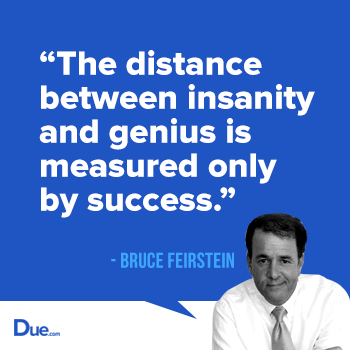 “The distance
between insanity
and genius is
measured only
by success.”
- BRUCE FEIRSTEIN
Due.com